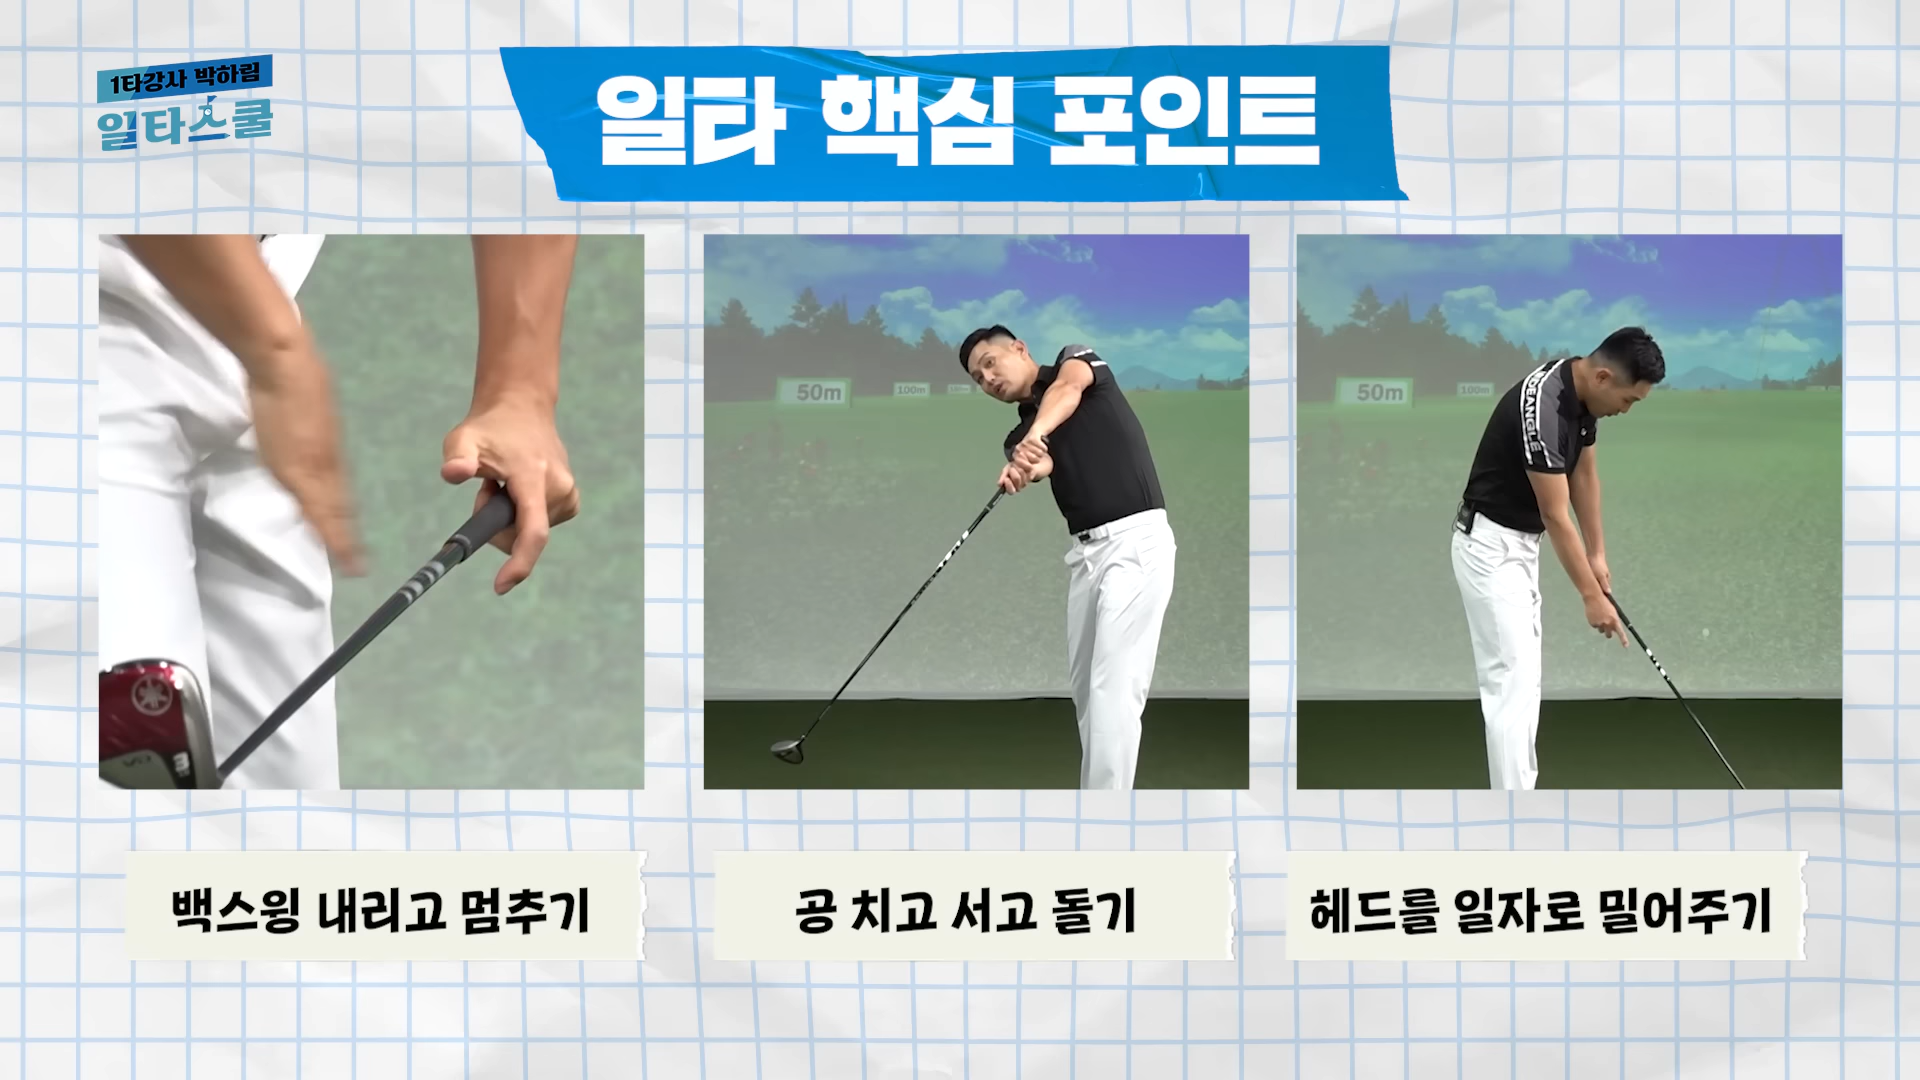 1타강사 박하림
일타스쿨
일타 핵심 포인트
50m
100m
50m
100m
DEANGLE
백스윙 내리고 멈추기
공 치고 서고 돌기
헤드를 일자로 밀어주기